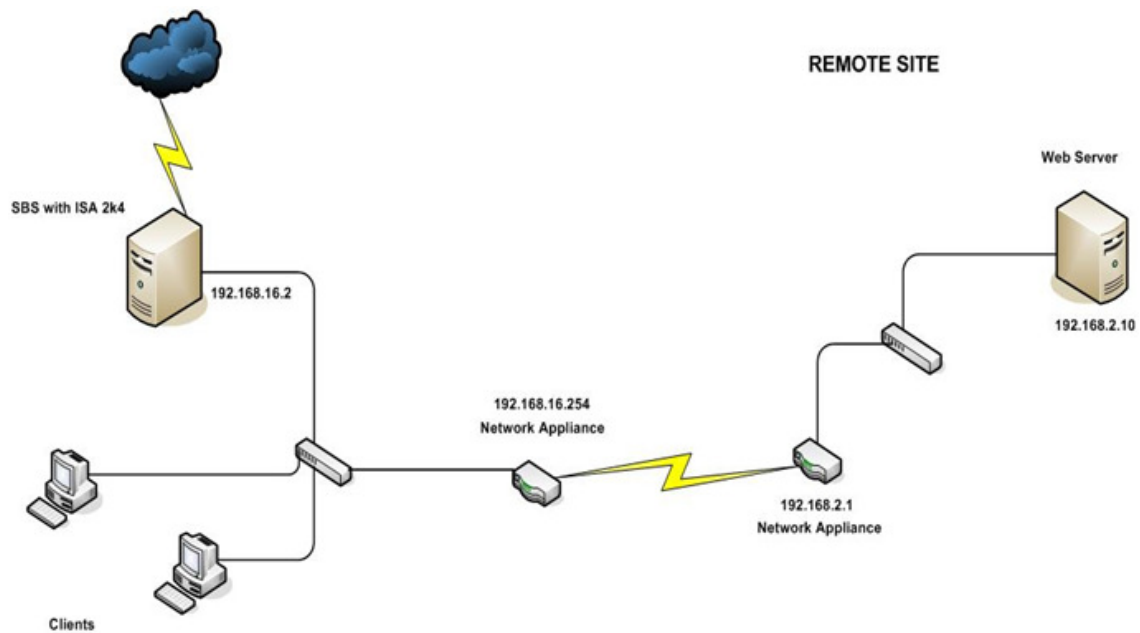 REMOTE SITE
Web Server
SBS with ISA 2k4
192.168.16.2
192.168.2.10
192.168.16.254
Network Appliance
192.168.2.1
Network Appliance
Clients